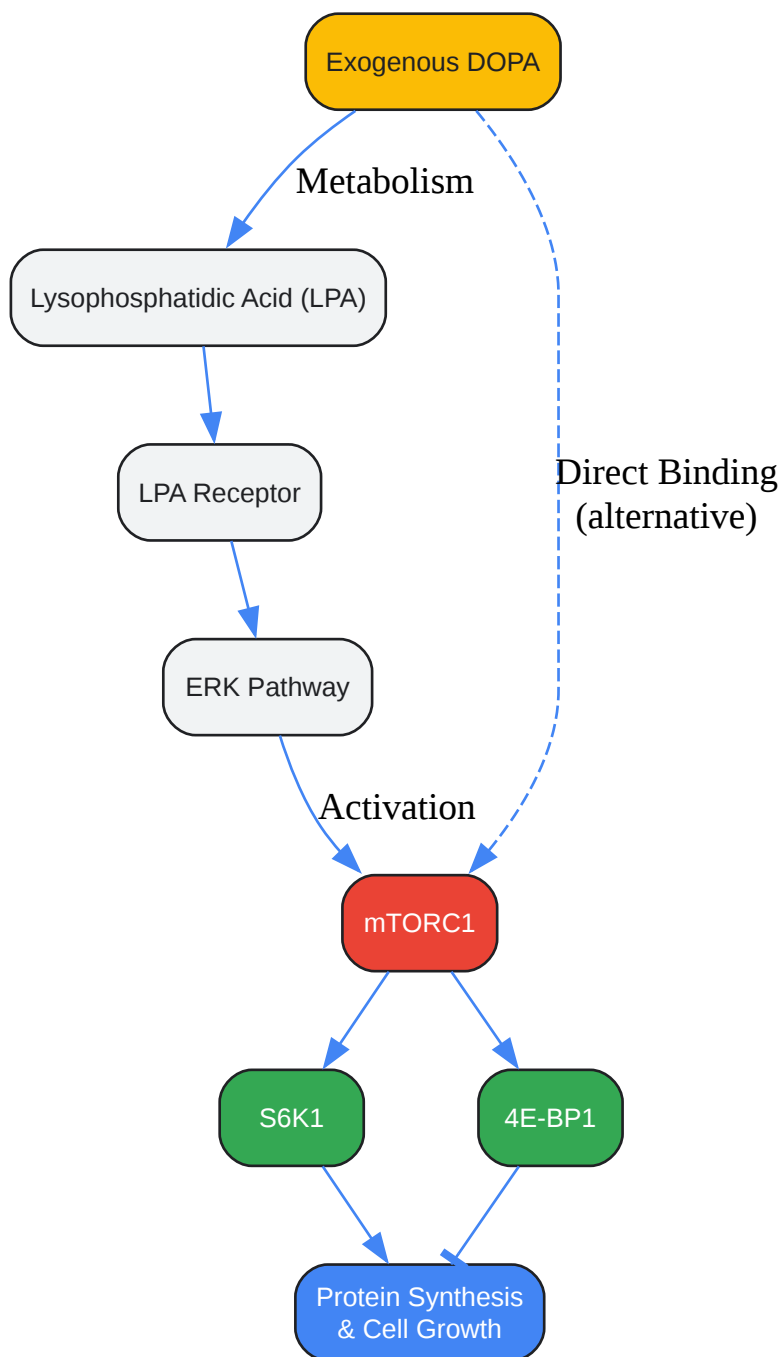 Exogenous DOPA
Metabolism
Lysophosphatidic Acid (LPA)
LPA Receptor
Direct Binding
(alternative)
ERK Pathway
Activation
mTORC1
S6K1
4E-BP1
Protein Synthesis
& Cell Growth